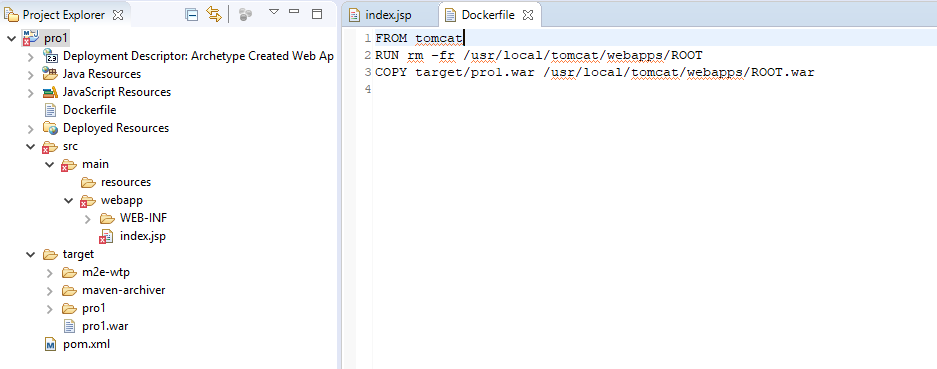 Project Explorer
pro1
Deployment Descriptor: Archetype Created Web Ap
Java Resources
JavaScript Resources
Dockerfile
Deployed Resources
src
main
resources
webapp
WEB-INF
index.jsp
target
m2e-wtp
maven-archiver
pro1
pro1.war
pom.xml
index.jsp
Dockerfile
1 FROM tomcat
2 RUN rm -fr /usr/local/tomcat/webapps/ROOT
3 COPY target/pro1.war /usr/local/tomcat/webapps/ROOT.war
4